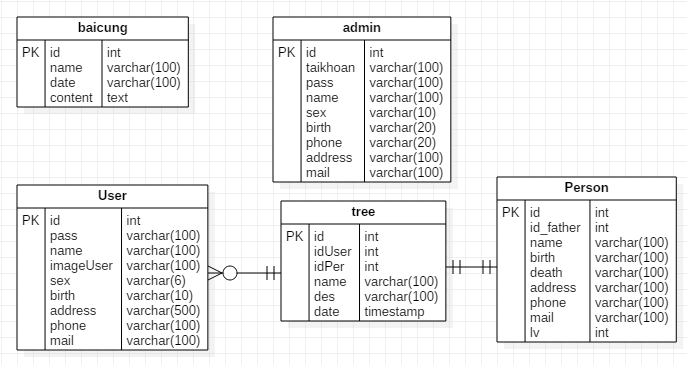 baicung
PK id int
name varchar(100)
date varchar(100)
content text
admin
PK id int
taikhoan varchar(100)
pass varchar(100)
name varchar(100)
sex varchar(10)
birth varchar(20)
phone varchar(20)
address varchar(100)
mail varchar(100)
User
PK id int
pass varchar(100)
name varchar(100)
imageUser varchar(100)
sex varchar(6)
birth varchar(10)
address varchar(500)
phone varchar(100)
mail varchar(100)
tree
PK id int
idUser int
idPer int
name varchar(100)
des varchar(100)
date timestamp
Person
PK id int
id_father int
name varchar(100)
birth varchar(100)
death varchar(100)
address varchar(100)
phone varchar(100)
mail varchar(100)
lv int